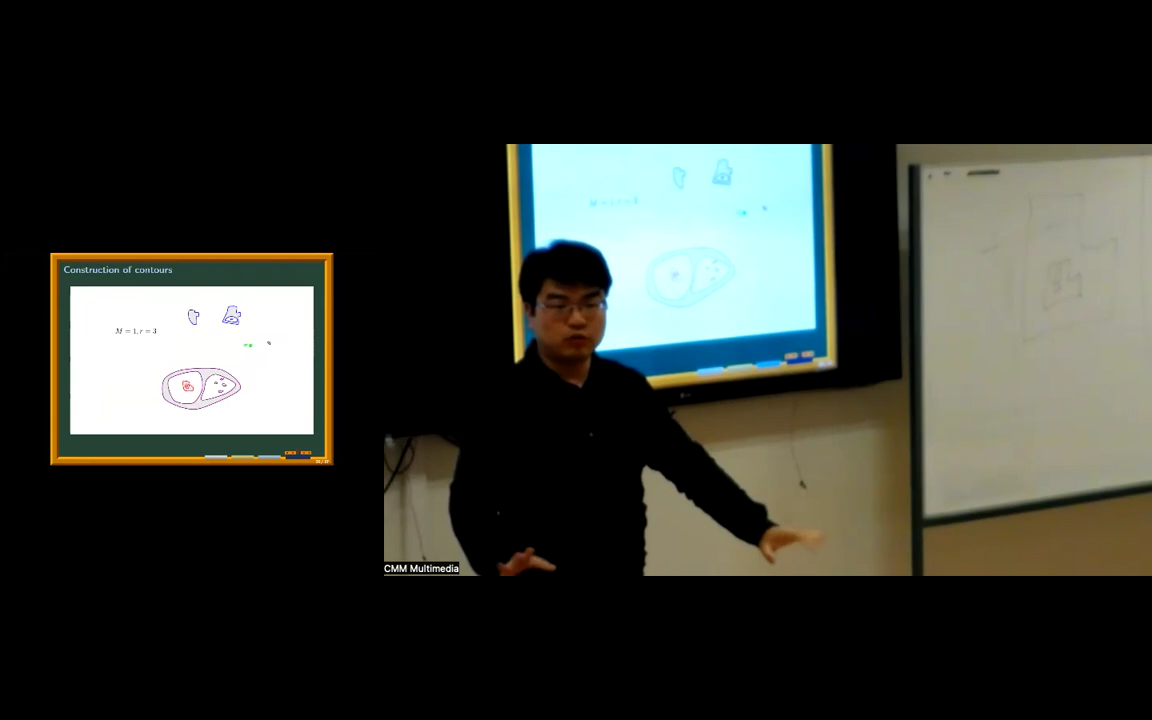 Construction of contours
M = 1, r = 3
CMM Multimedia